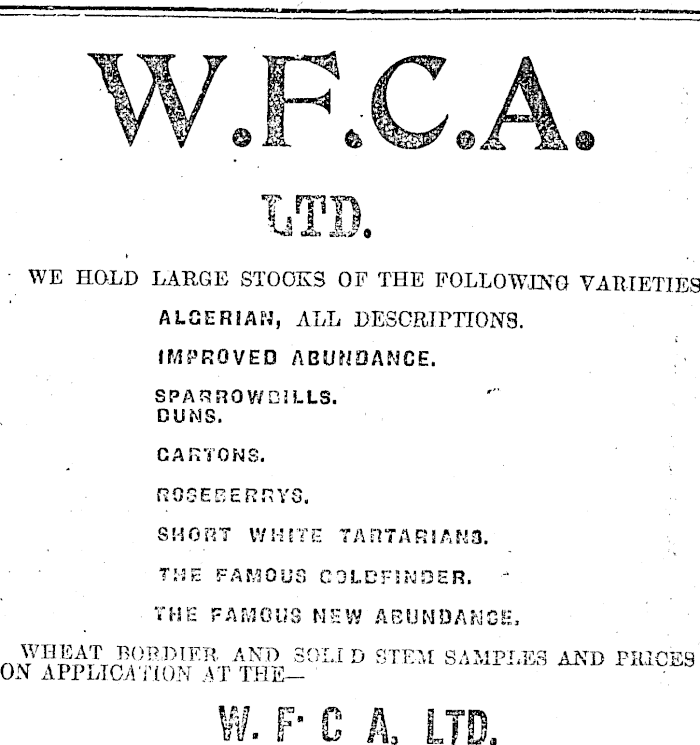 W.F.C.A.
LTD.
WE HOLD LARGE STOCKS OF THE FOLLOWING VARIETIES
ALGERIAN, ALL DESCRIPTIONS.
IMPROVED ABUNDANCE.
SPARROWBILLS.
DUNS.
GARTONS.
ROSEBERRYS.
SHORT WHITE TARTARIANS.
THE FAMOUS GOLDFINDER.
THE FAMOUS NEW ABUNDANCE.
WHEAT BORDIER AND SOLID STEM SAMPLES AND PRICES
ON APPLICATION AT THE—
W. F. C A, LTD.